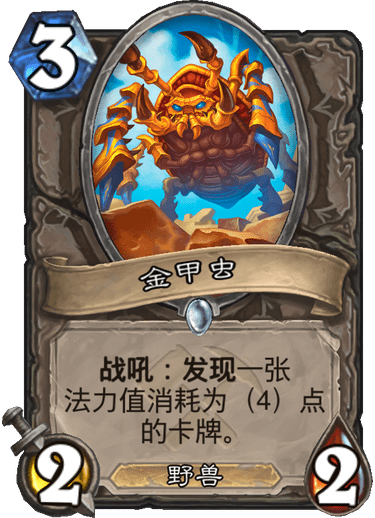 3
金甲虫
战吼：发现一张
法力值消耗为（4）点
的卡牌。
2
野兽
2